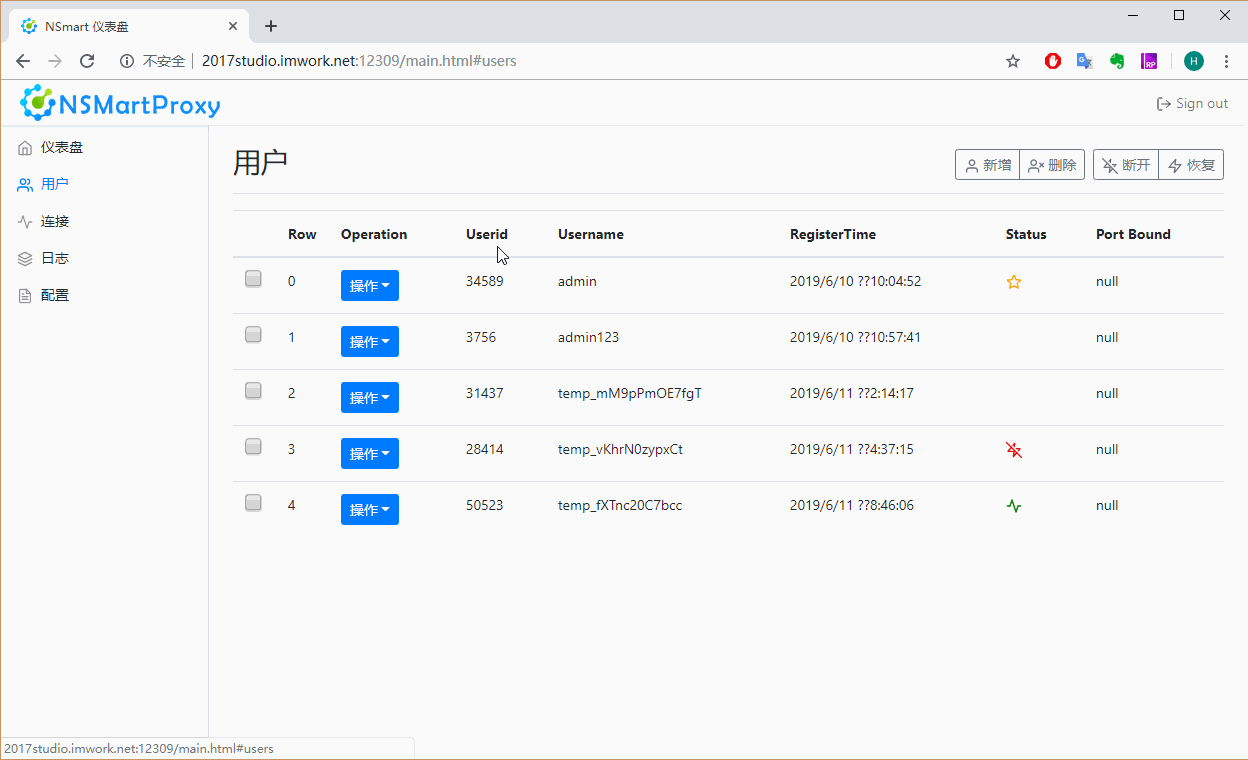 NSmart 仪表盘
不安全 2017studio.imwork.net:12309/main.html#users
H
NSMartProxy
Sign out
仪表盘
用户
连接
日志
配置
用户
新增 删除 断开 恢复
Row Operation Userid Username RegisterTime Status Port Bound
0 操作 34589 admin 2019/6/10 ??10:04:52 null
1 操作 3756 admin123 2019/6/10 ??10:57:41 null
2 操作 31437 temp_mM9pPmOE7fgT 2019/6/11 ??2:14:17 null
3 操作 28414 temp_vKhrN0zypxCt 2019/6/11 ??4:37:15 null
4 操作 50523 temp_fXTnc20C7bcc 2019/6/11 ??8:46:06 null
2017studio.imwork.net:12309/main.html#users